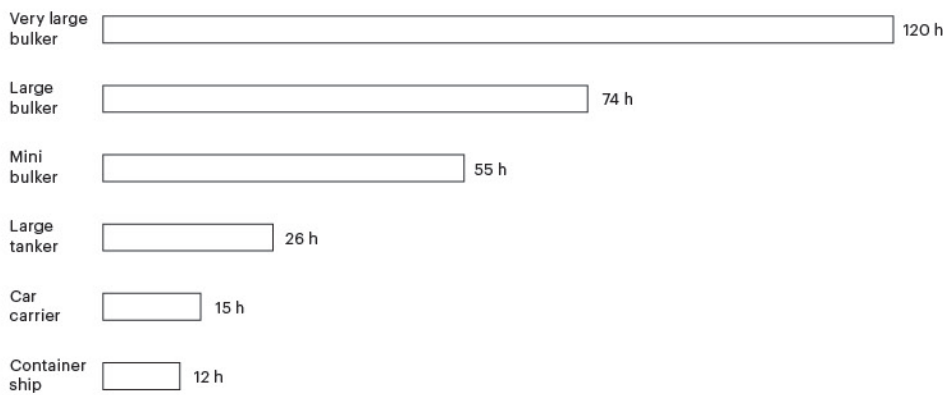 Very large
bulker
120 h
Large
bulker
74 h
Mini
bulker
55 h
Large
tanker
26 h
Car
carrier
15 h
Container
ship
12 h